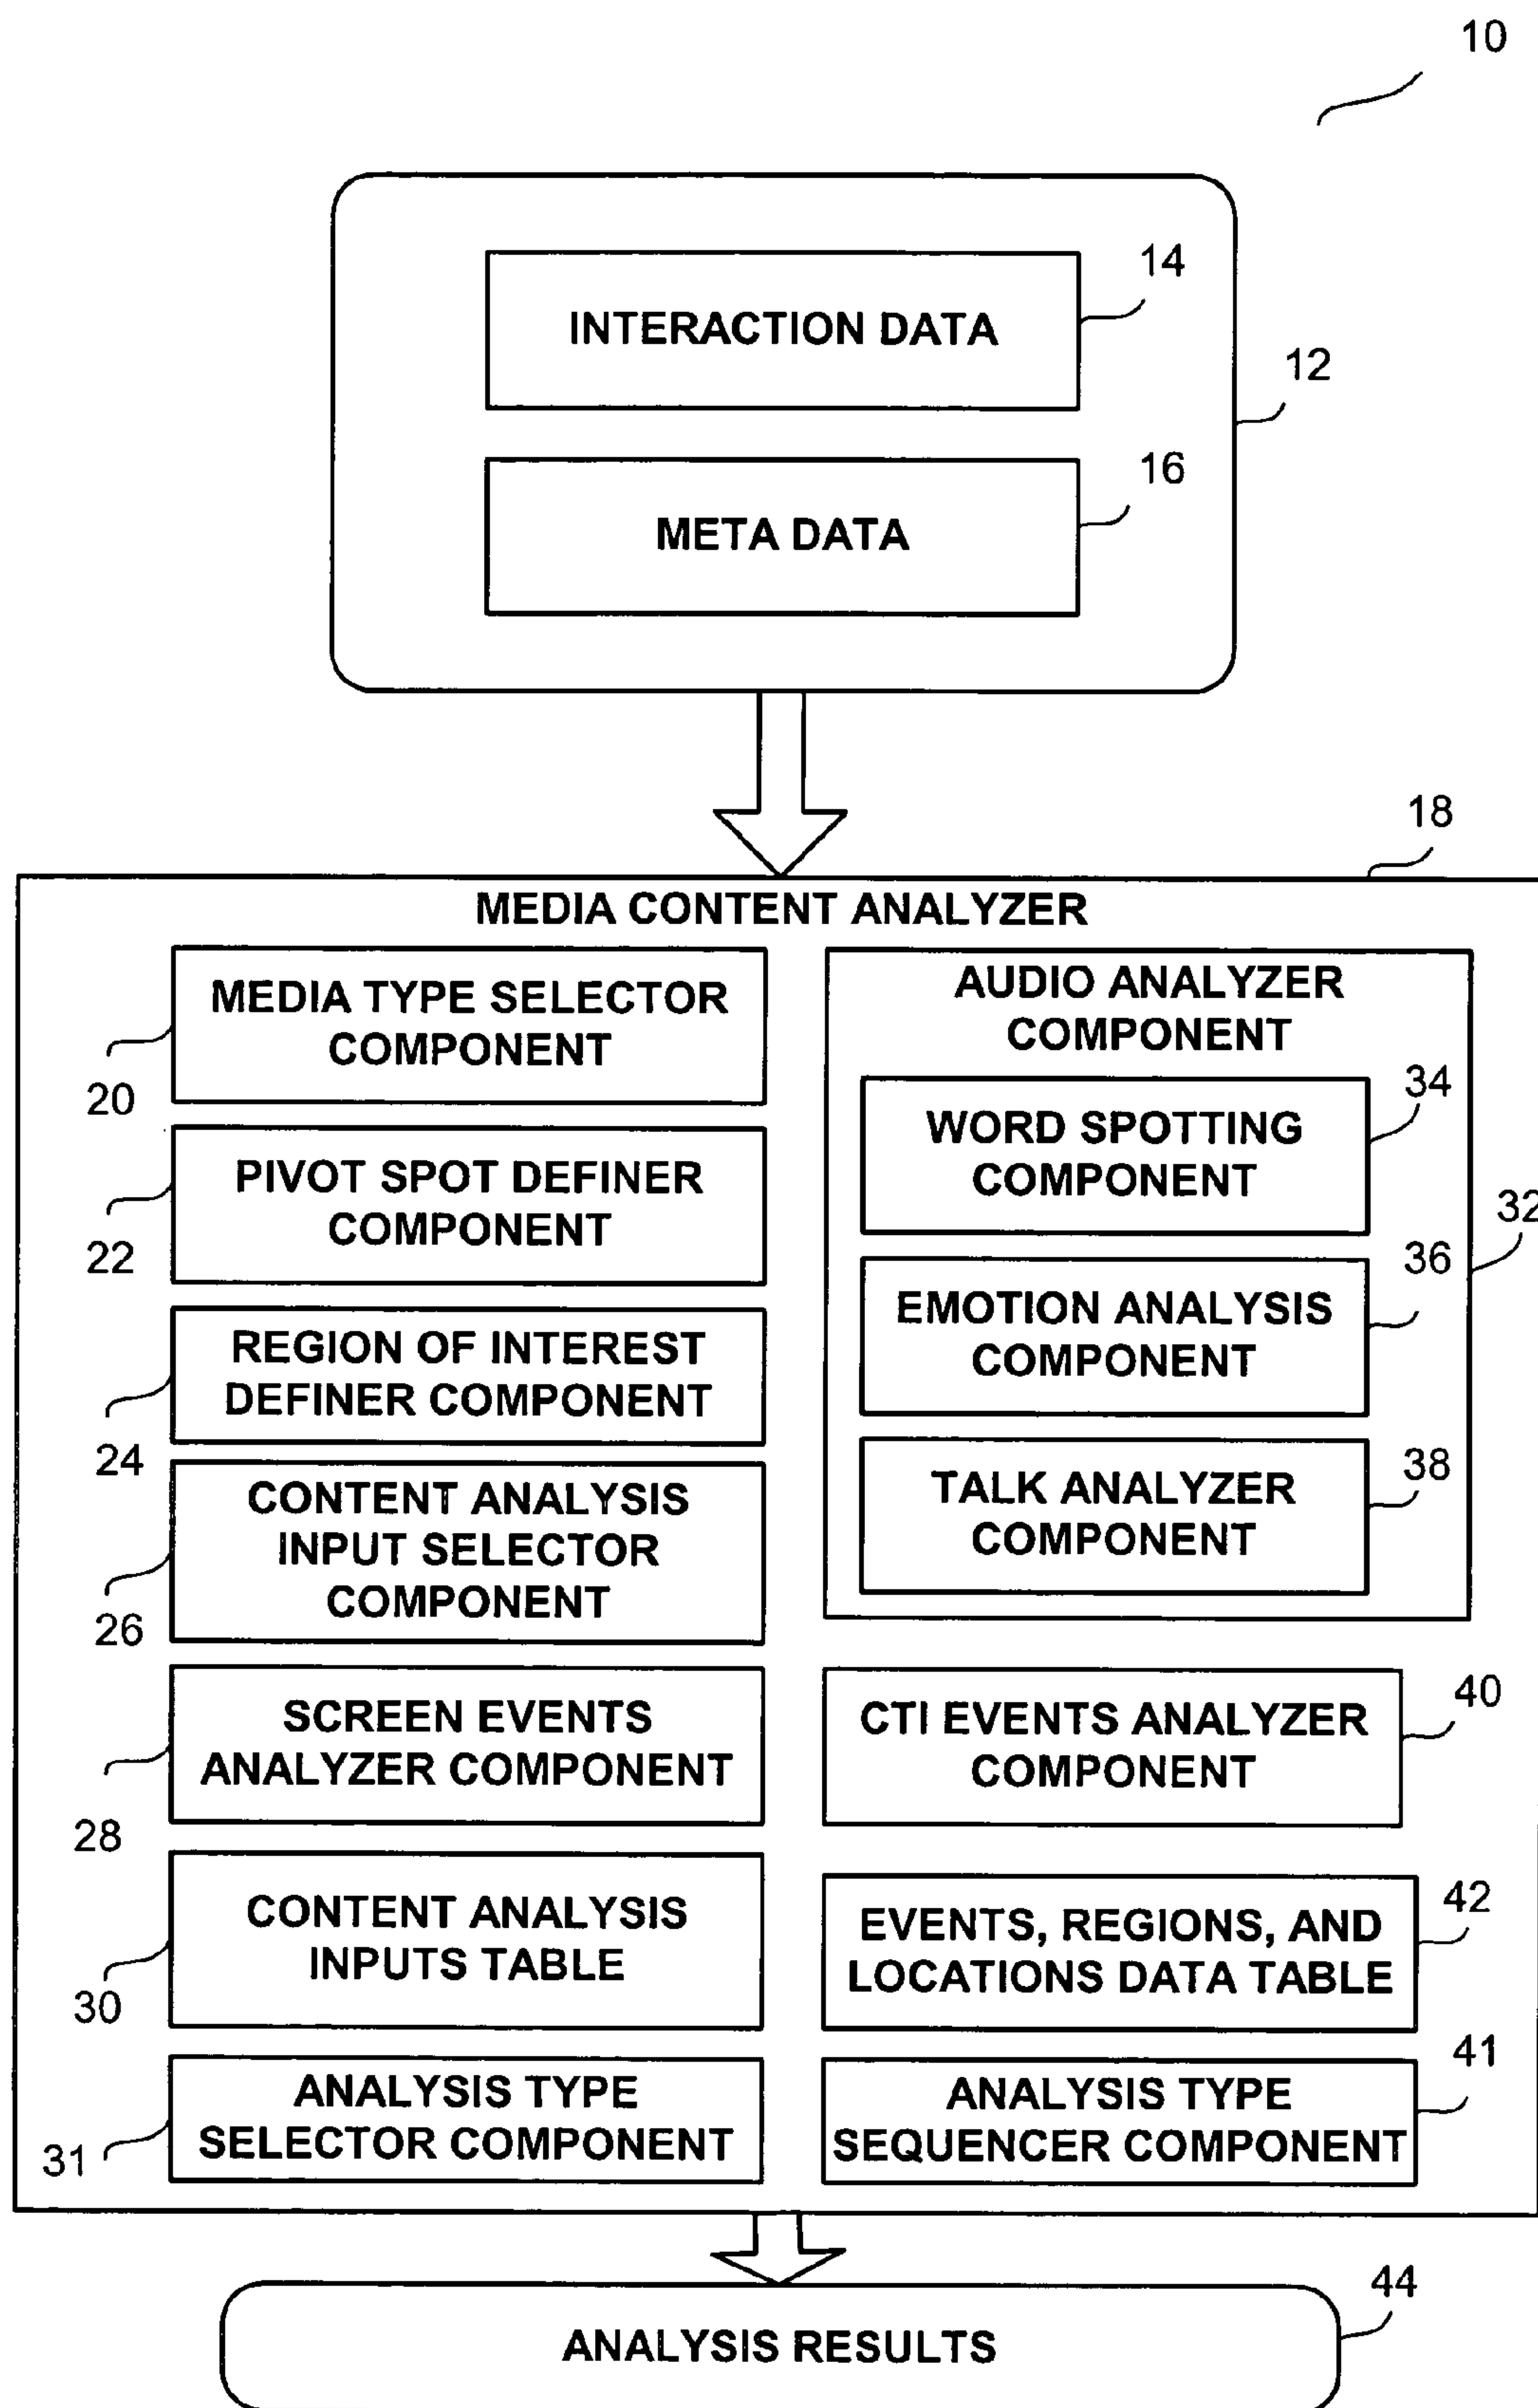 10
14
INTERACTION DATA
12
16
META DATA
18
MEDIA CONTENT ANALYZER
MEDIA TYPE SELECTOR
COMPONENT
20
PIVOT SPOT DEFINER
COMPONENT
22
REGION OF INTEREST
DEFINER COMPONENT
24
CONTENT ANALYSIS
INPUT SELECTOR
COMPONENT
26
SCREEN EVENTS
ANALYZER COMPONENT
28
CONTENT ANALYSIS
INPUTS TABLE
30
ANALYSIS TYPE
SELECTOR COMPONENT
31
AUDIO ANALYZER
COMPONENT
34
WORD SPOTTING
COMPONENT
32
36
EMOTION ANALYSIS
COMPONENT
38
TALK ANALYZER
COMPONENT
40
CTI EVENTS ANALYZER
COMPONENT
42
EVENTS, REGIONS, AND
LOCATIONS DATA TABLE
41
ANALYSIS TYPE
SEQUENCER COMPONENT
44
ANALYSIS RESULTS